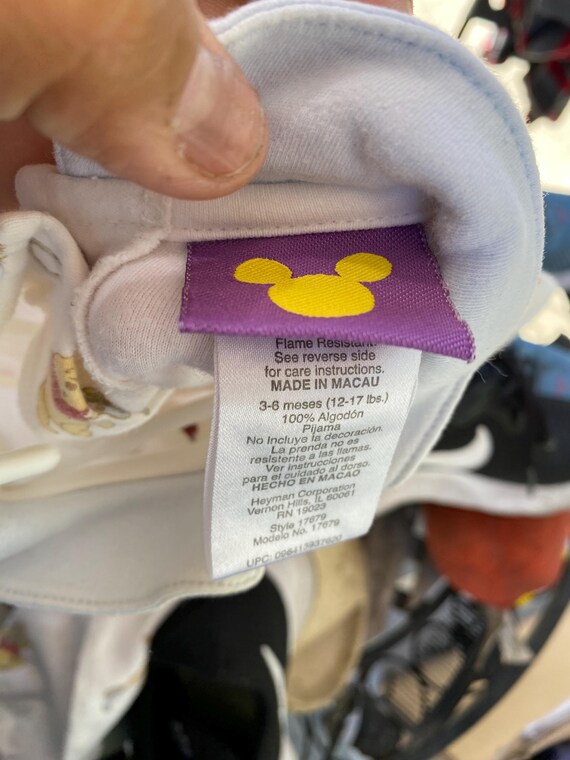 Flame Resistant.
See reverse side
for care instructions.
MADE IN MACAU
3-6 meses (12-17 lbs.)
100% Algodón
Pijama
No Incluye la decoración.
La prenda no es
resistente a las llamas.
Ver instrucciones
para el cuidado al dorso.
HECHO EN MACAO
Heyman Corporation
Vernon Hills, IL 60061
RN 19023
Style 17679
Modelo No. 17679
UPC: